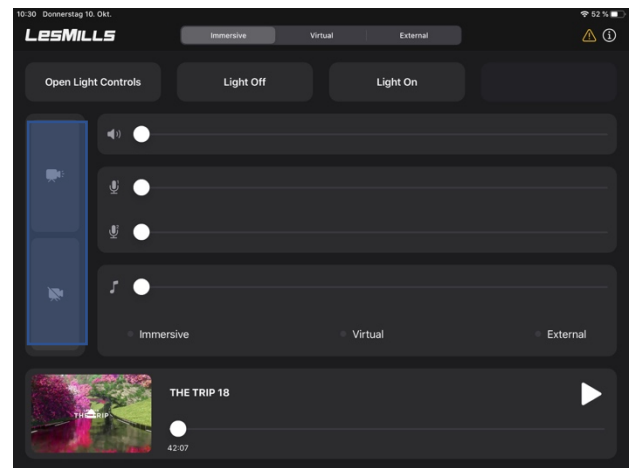 10:30 Donnerstag 10. Okt.
52 %
LesMILLS
Immersive
Virtual
External
Open Light Controls
Light Off
Light On
Immersive
Virtual
External
THE TRIP
THE TRIP 18
42:07